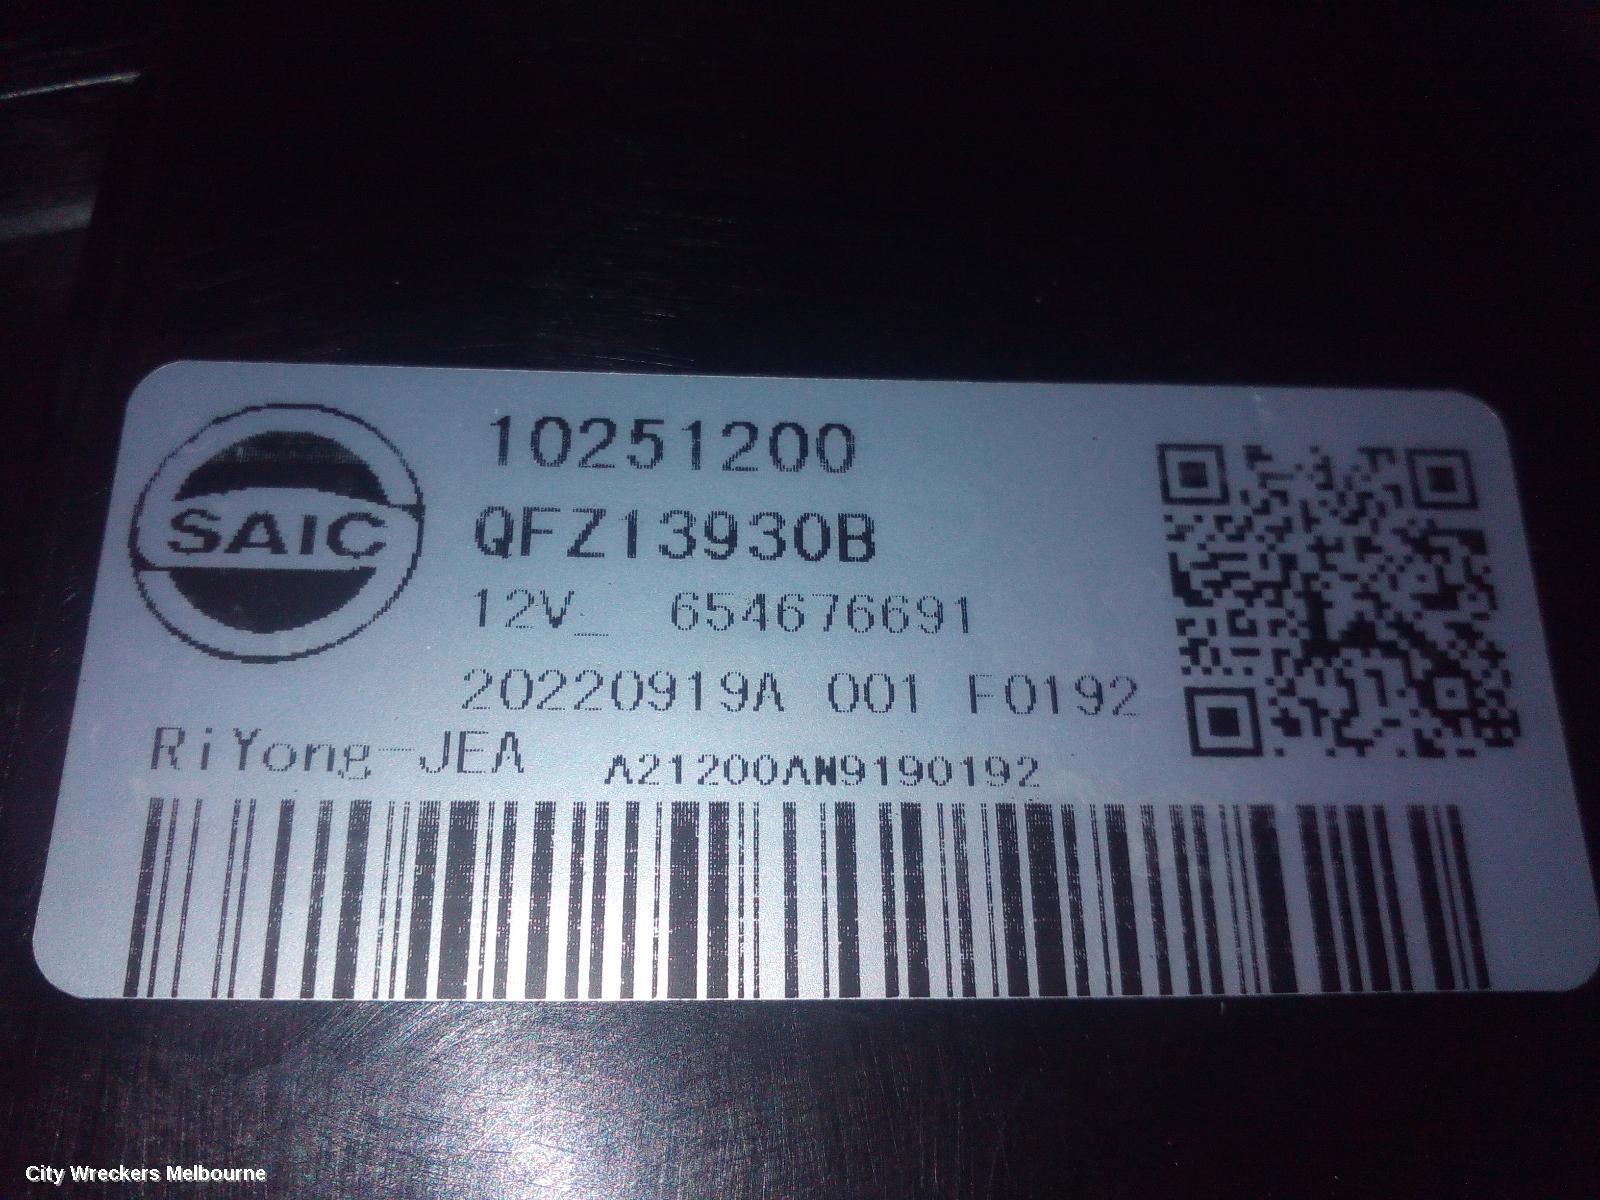 SAIC
10251200
QFZ13930B
12V_ 654676691
20220919A 001 F0192
RiYong-JEA
A21200AN9190192
City Wreckers Melbourne